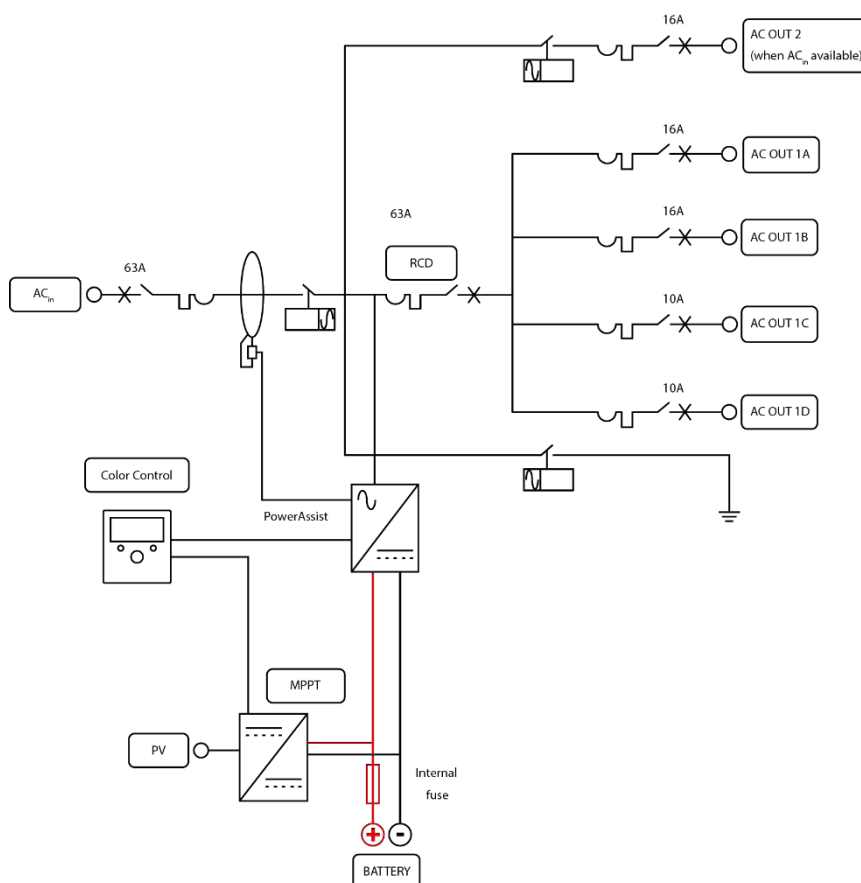 16A
AC OUT 2
(when ACin available)
16A
AC OUT 1A
63A
16A
AC OUT 1B
RCD
63A
ACin
10A
AC OUT 1C
10A
AC OUT 1D
Color Control
PowerAssist
MPPT
PV
Internal
fuse
+
-
BATTERY